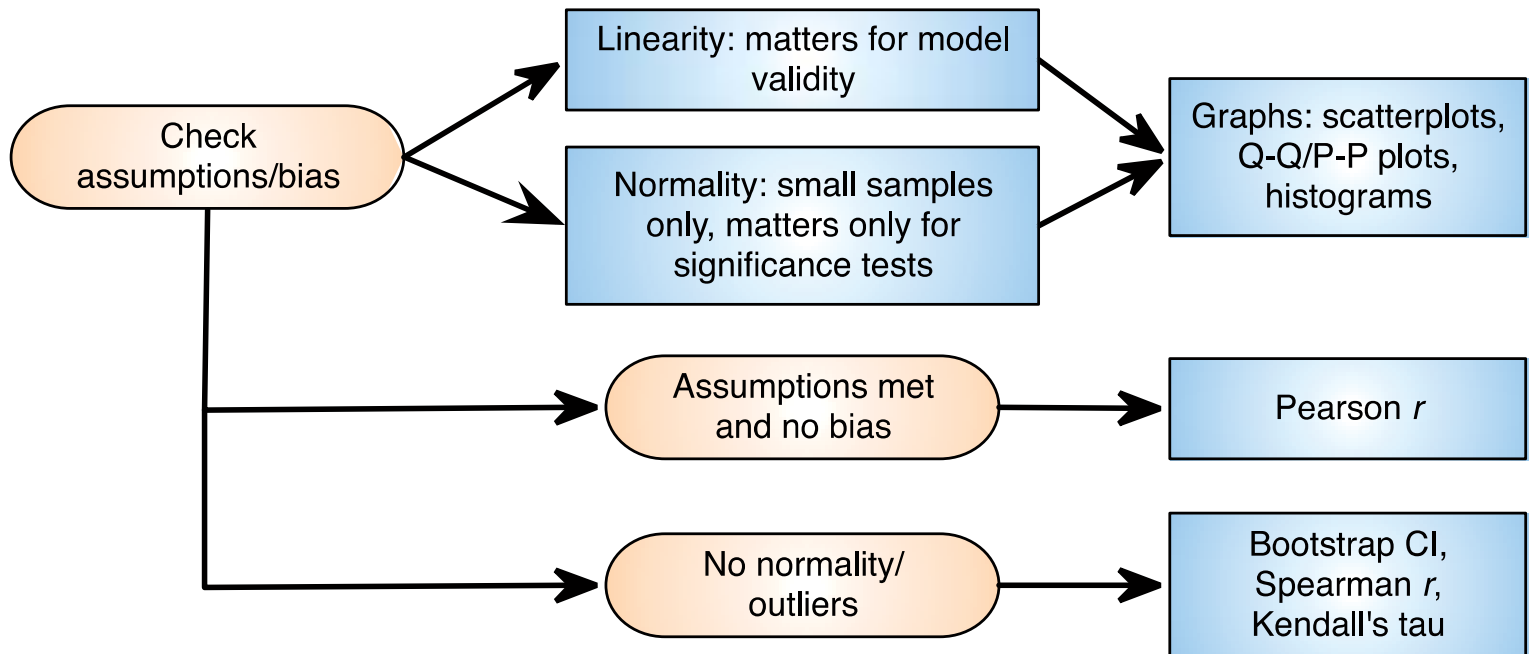 Check
assumptions/bias
Linearity: matters for model
validity
Normality: small samples
only, matters only for
significance tests
Graphs: scatterplots,
Q-Q/P-P plots,
histograms
Assumptions met
and no bias
Pearson r
No normality/
outliers
Bootstrap CI,
Spearman r,
Kendall's tau